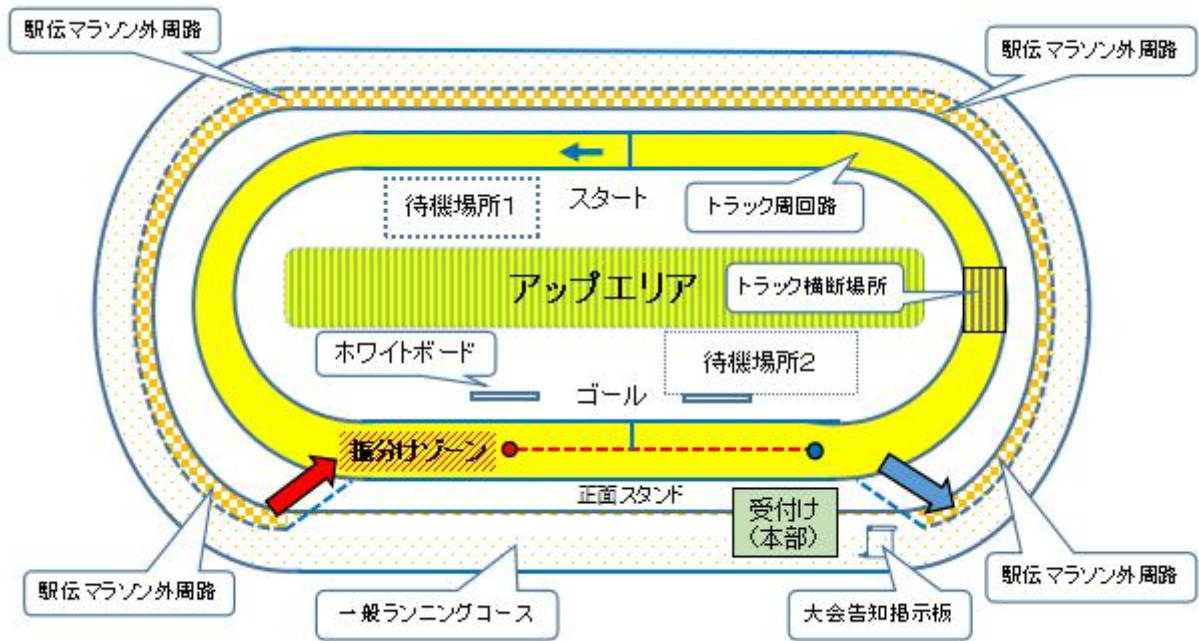 駅伝マラソン外周路
駅伝マラソン外周路
スタート
待機場所1
トラック周回路
アップエリア
トラック横断場所
ホワイトボード
待機場所2
ゴール
振分けゾーン
正面スタンド
受付け
（本部）
駅伝マラソン外周路
一般ランニングコース
大会告知掲示板
駅伝マラソン外周路